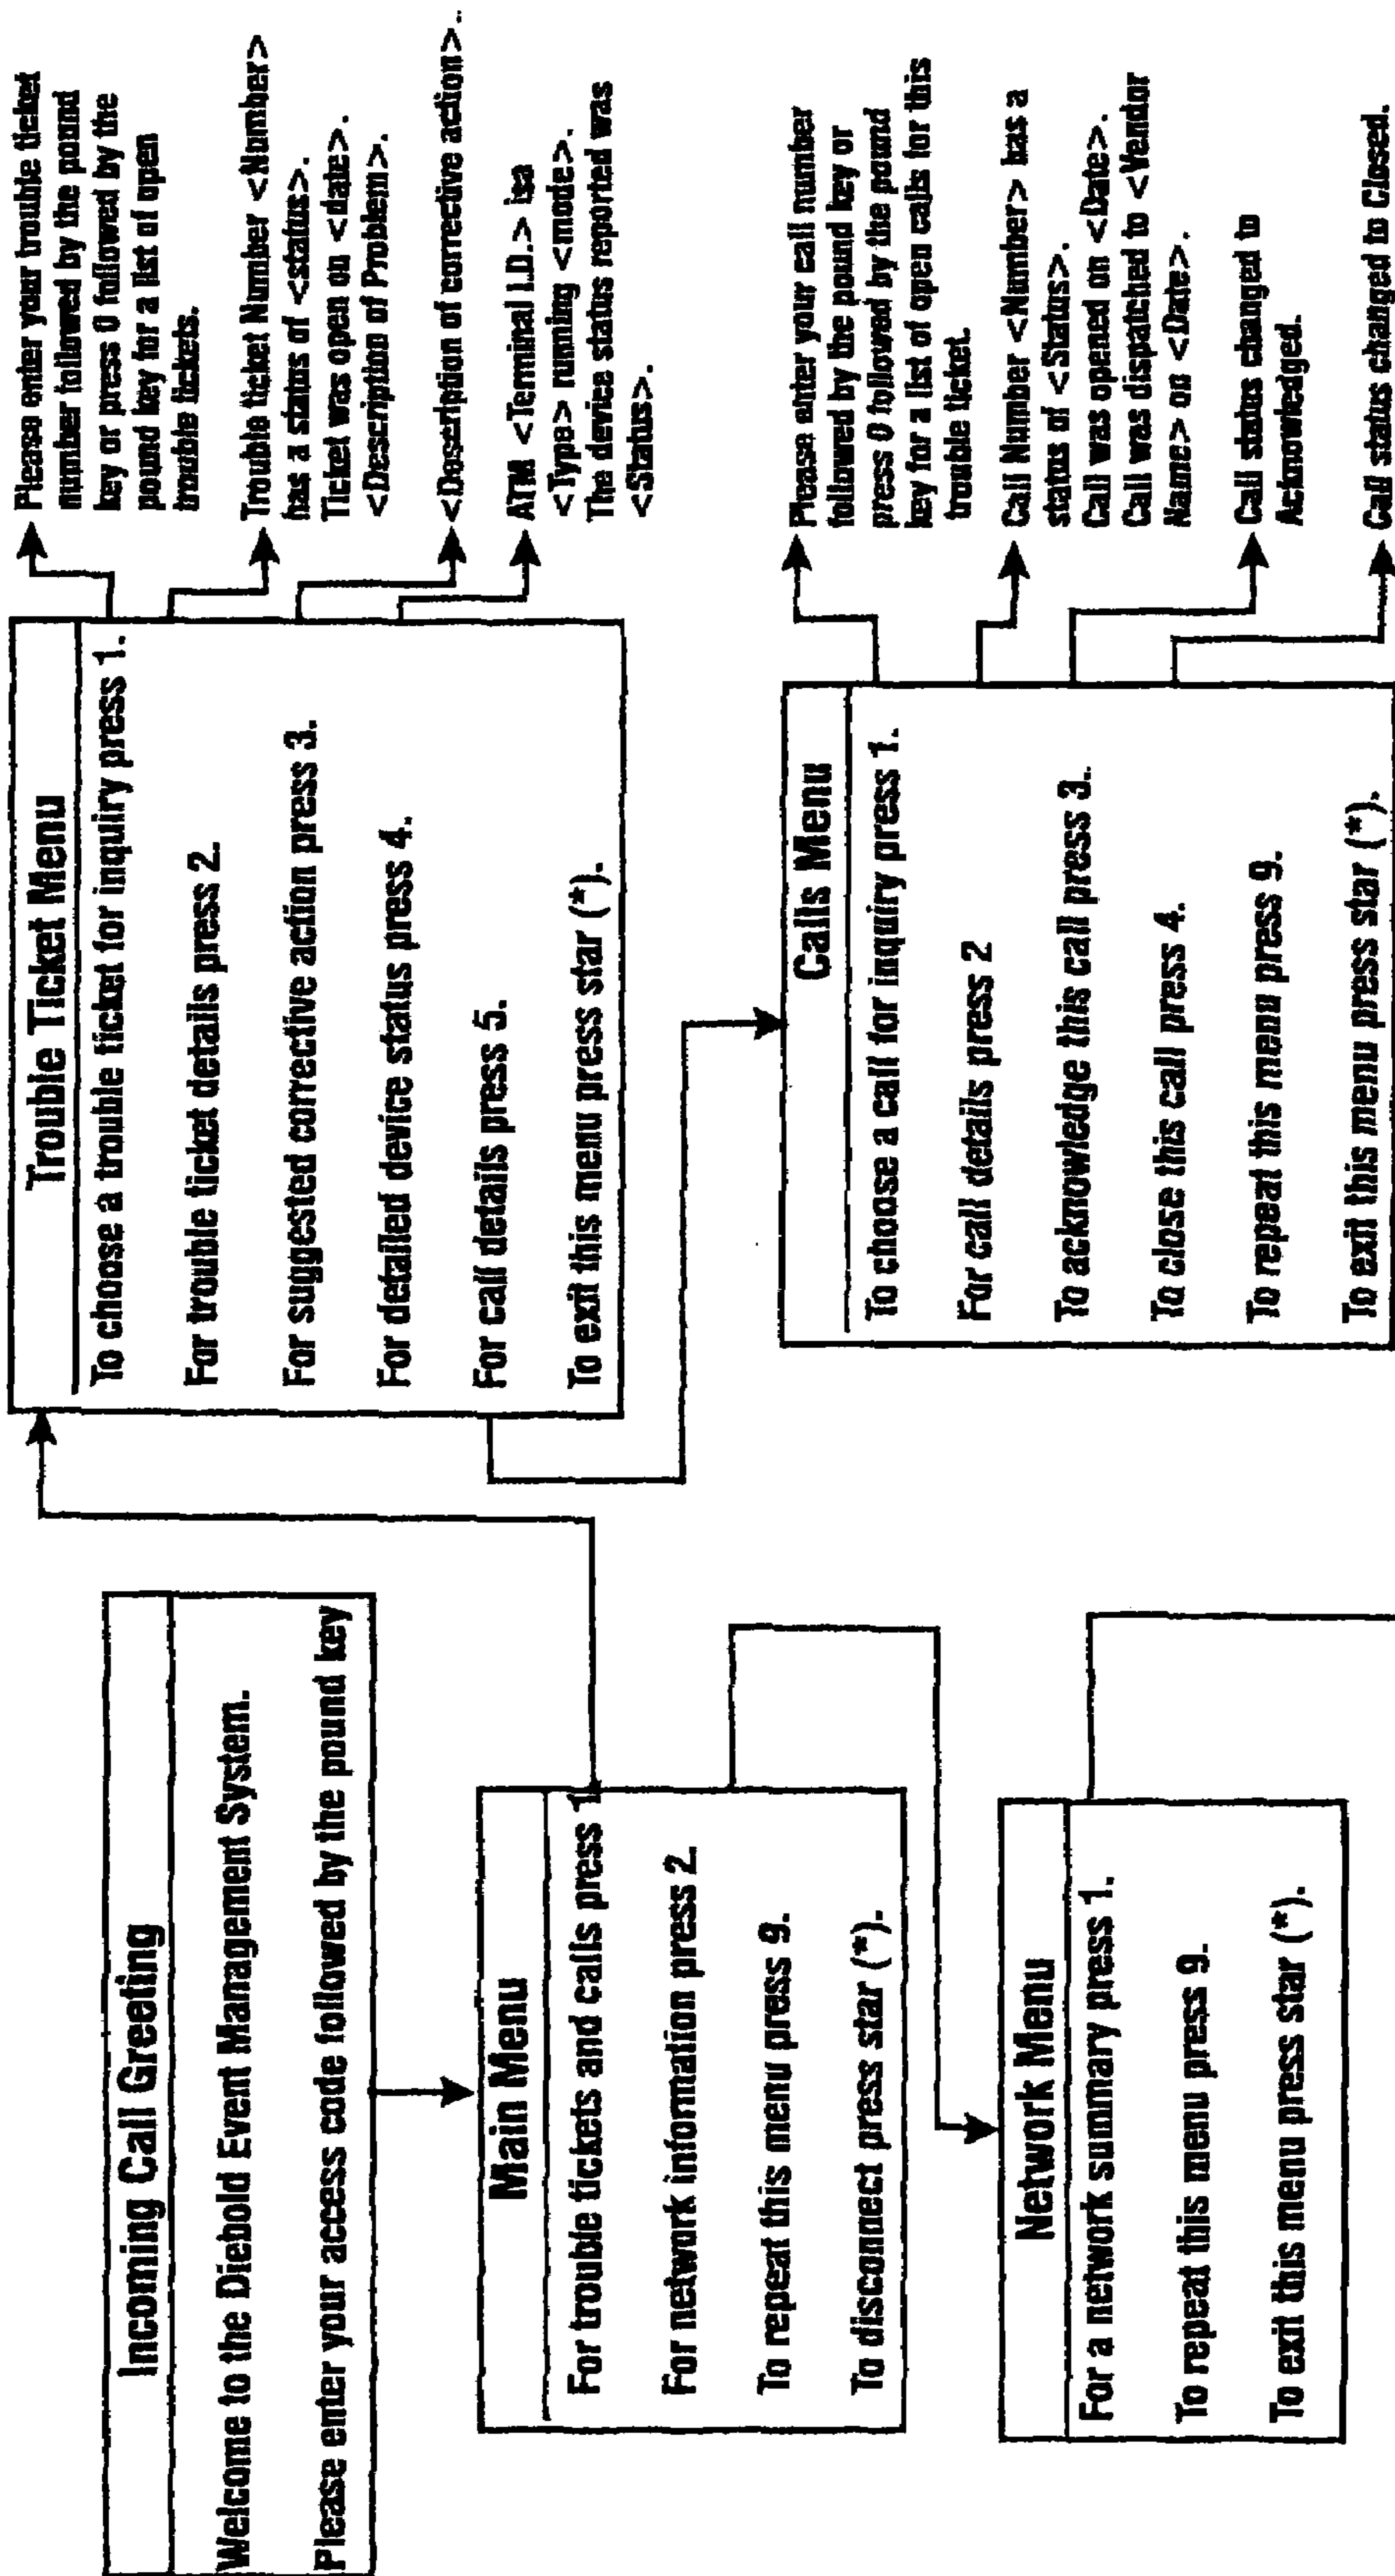 Incoming Call Greeting
Welcome to the Diebold Event Management System.
Please enter your access code followed by the pound key
Main Menu
For trouble tickets and calls press 1.
For network information press 2.
To repeat this menu press 9.
To disconnect press star (*).
Network Menu
For a network summary press 1.
To repeat this menu press 9.
To exit this menu press star (*).
Trouble Ticket Menu
To choose a trouble ticket for inquiry press 1.
For trouble ticket details press 2.
For suggested corrective action press 3.
For detailed device status press 4.
For call details press 5.
To exit this menu press star (*).
Please enter your trouble ticket
number followed by the pound
key or press 0 followed by the
pound key for a list of open
trouble tickets.
Trouble ticket Number <Number>
has a status of <status>.
Ticket was open on <date>.
<Description of Problem>.
<Description of corrective action>.
ATM <Terminal I.D.> isa
<Type> running <mode>.
The device status reported was
<Status>.
Calls Menu
To choose a call for inquiry press 1.
For call details press 2
To acknowledge this call press 3.
To close this call press 4.
To repeat this menu press 9.
To exit this menu press star (*).
Please enter your call number
followed by the pound key or
press 0 followed by the pound
key for a list of open calls for this
trouble ticket.
Call Number <Number> has a
status of <Status>.
Call was opened on <Date>.
Call was dispatched to <Vendor
Name> on <Date>.
Call status changed to
Acknowledged.
Call status changed to Closed.